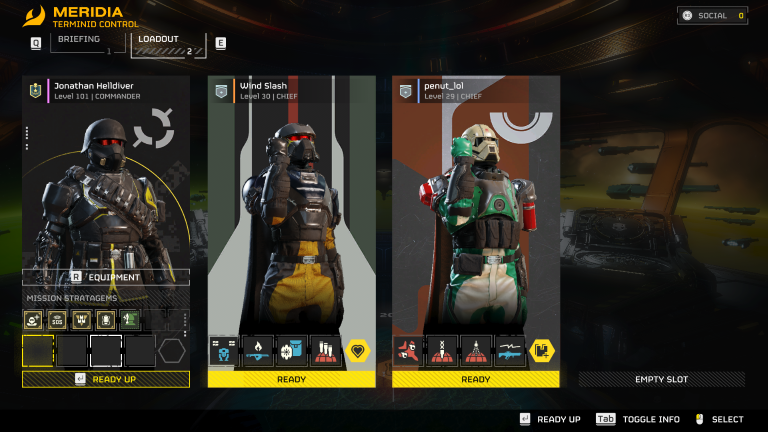 MERIDIA
TERMINID CONTROL
SOCIAL 0
Q BRIEFING 1 LOADOUT 2 E
Jonathan Helldiver
Level 101 | COMMANDER
Wind Slash
Level 30 | CHIEF
penut_lol
Level 29 | CHIEF
R EQUIPMENT
MISSION STRATAGEMS
SOS
READY UP
READY
READY
EMPTY SLOT
READY UP Tab TOGGLE INFO SELECT